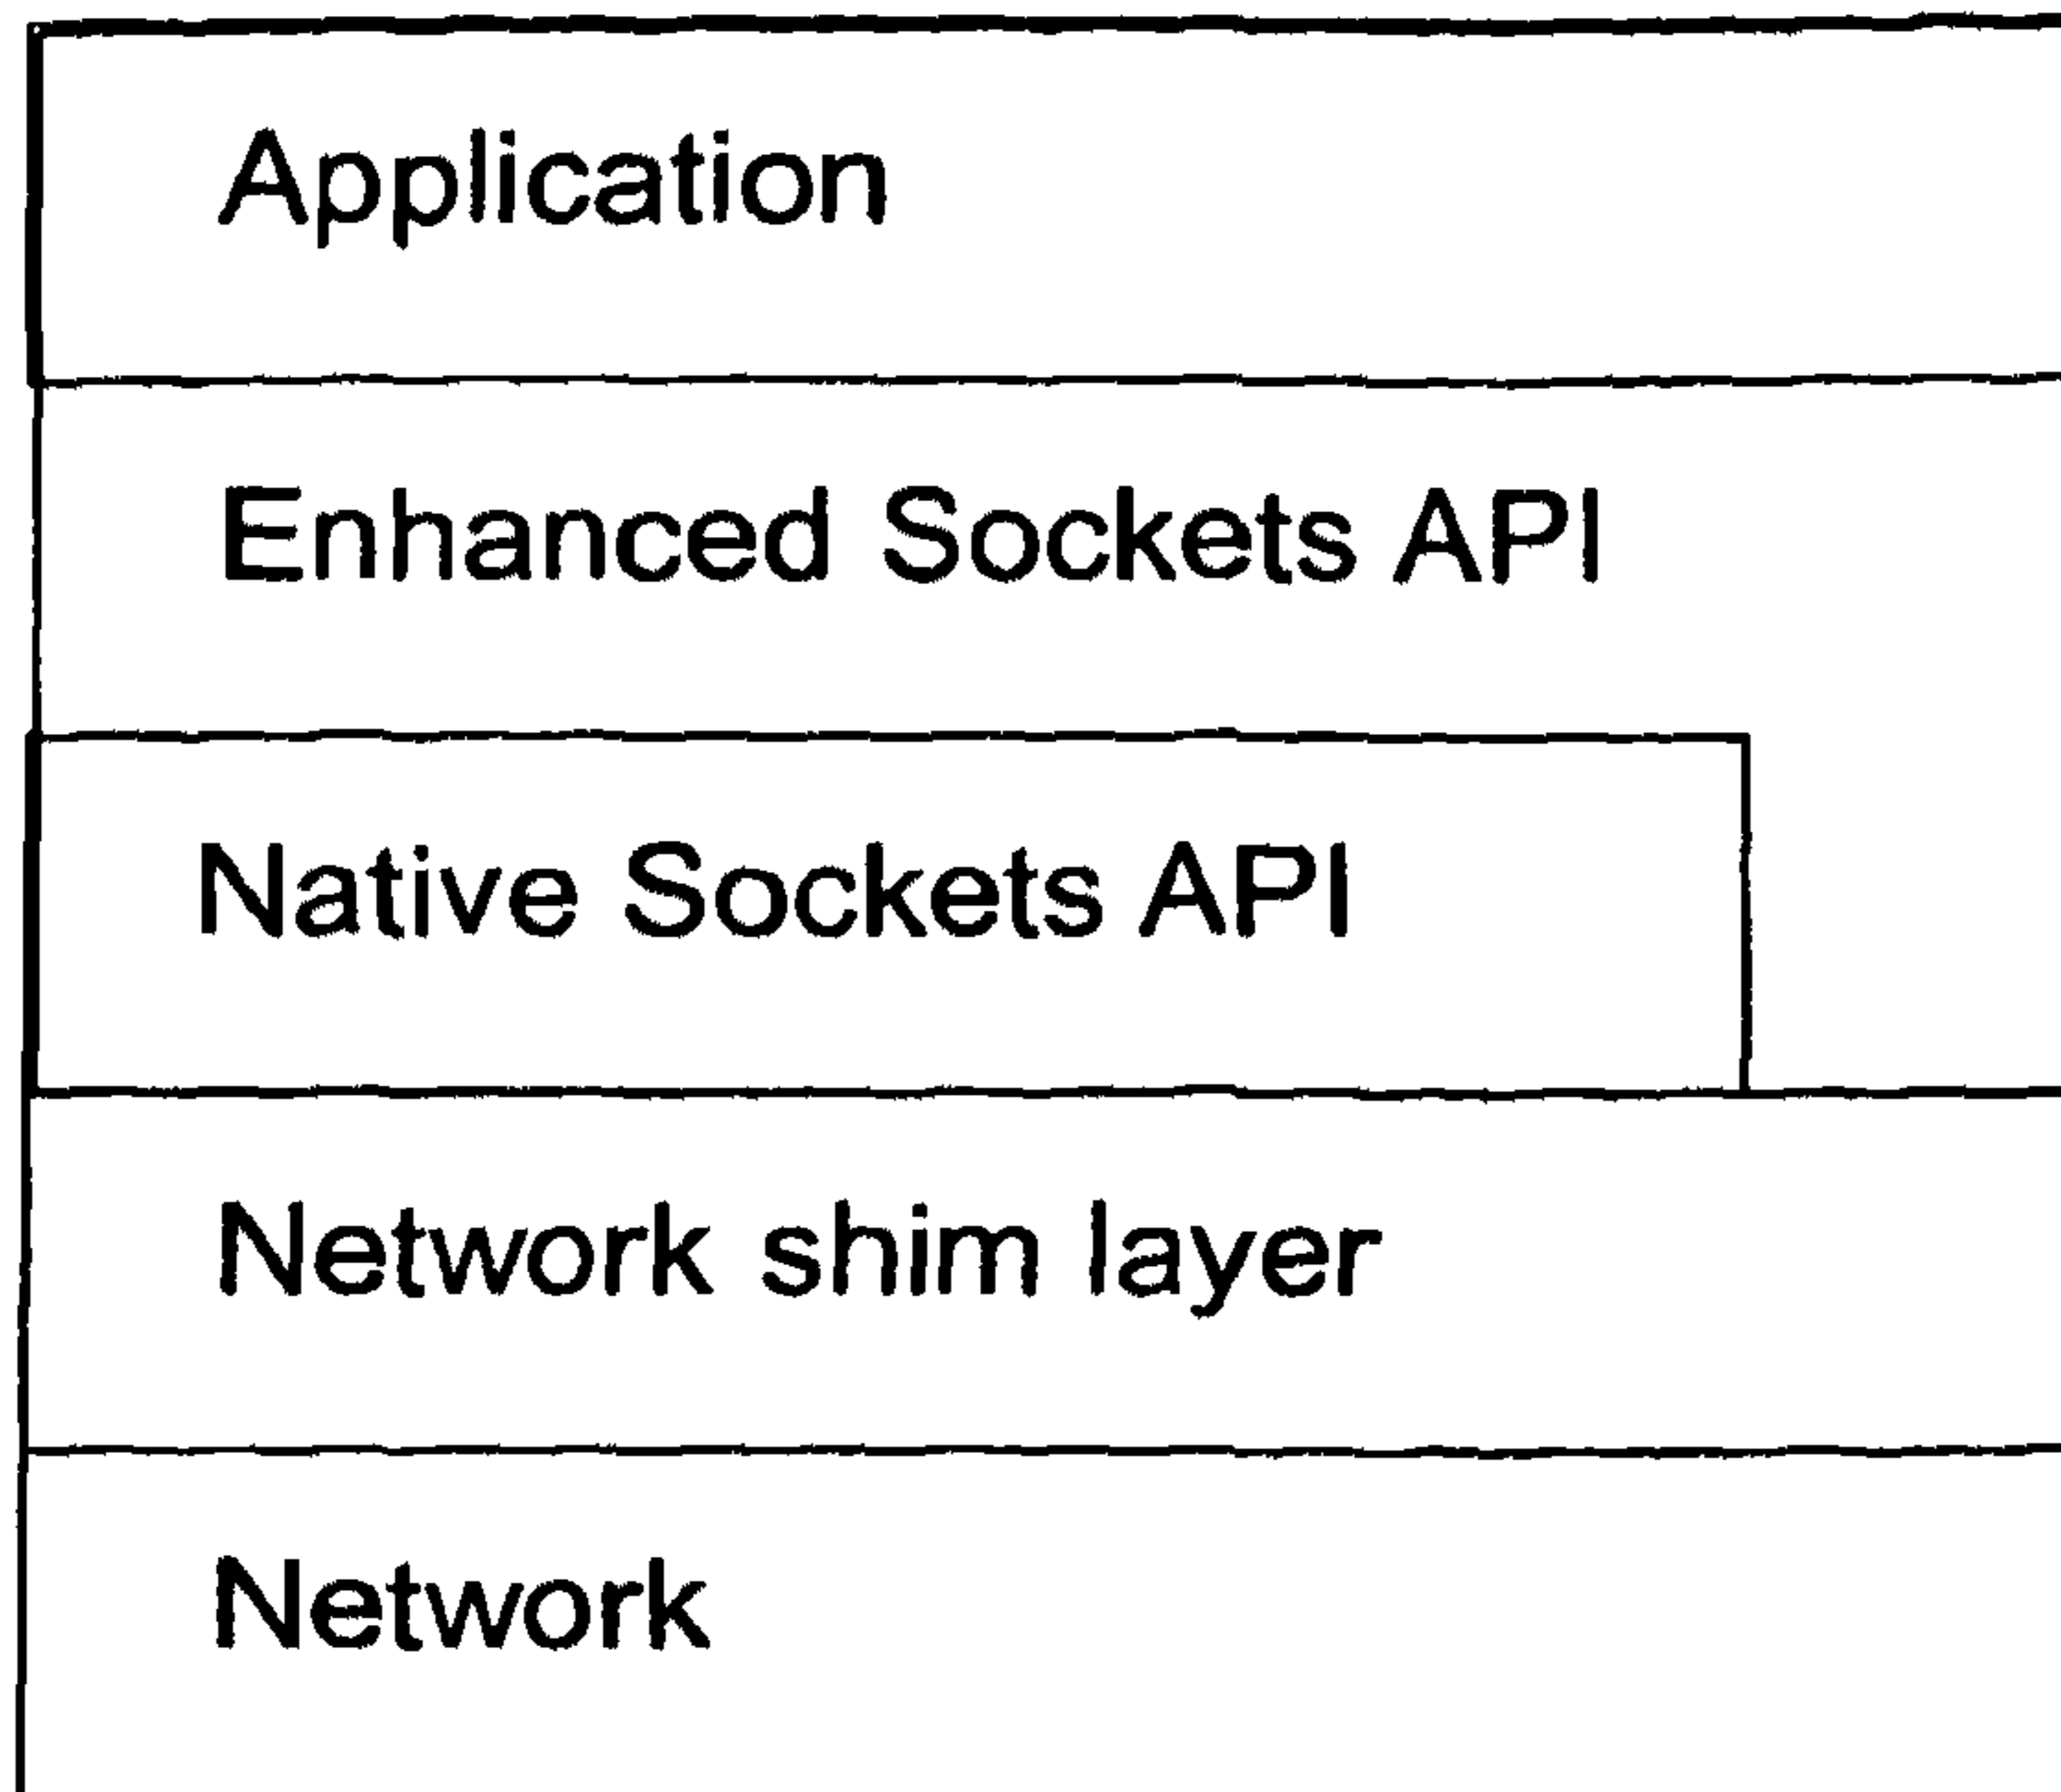 Application
Enhanced Sockets API
Native Sockets API
Network shim layer
Network